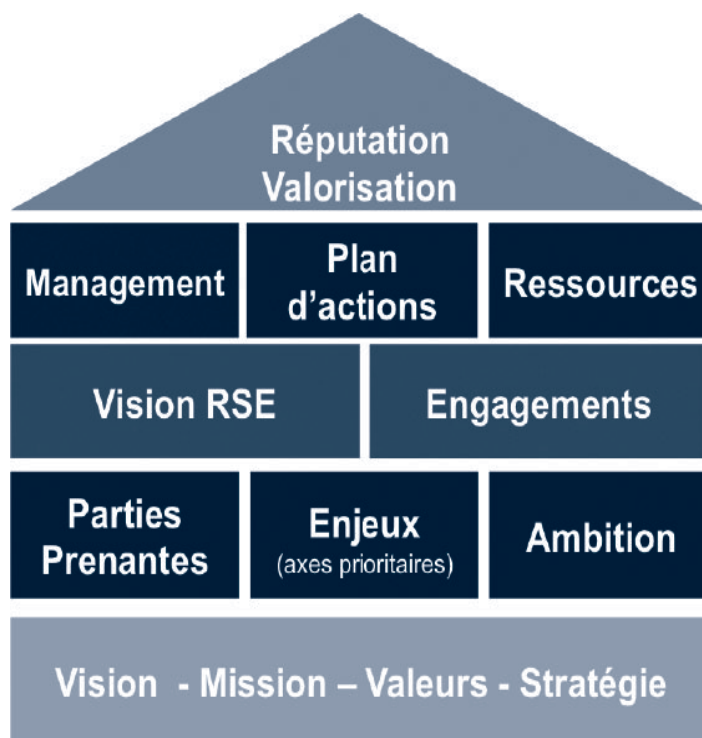 Réputation
Valorisation
Management
Plan
d’actions
Ressources
Vision RSE
Engagements
Parties
Prenantes
Enjeux
(axes prioritaires)
Ambition
Vision - Mission – Valeurs - Stratégie